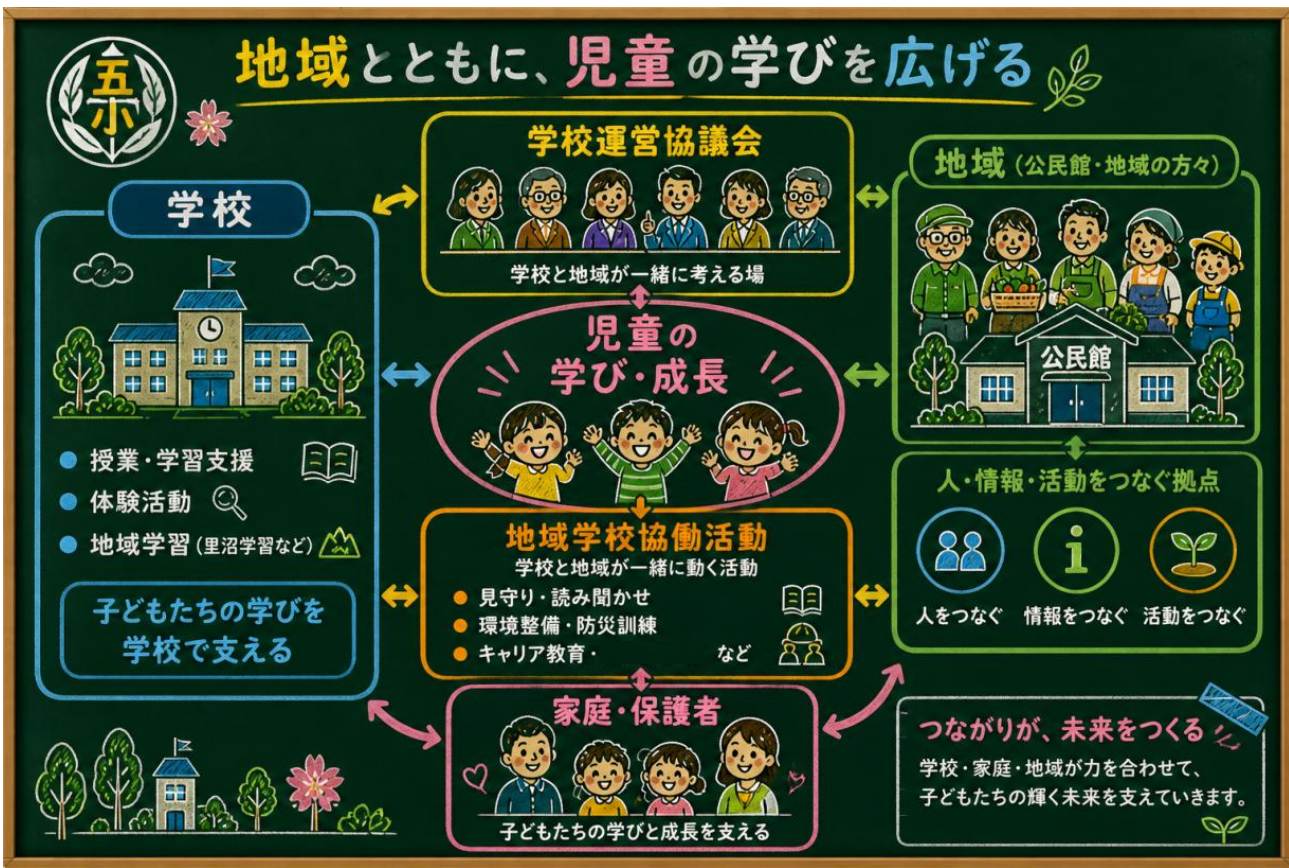 五小
地域とともに、児童の学びを広げる
学校運営協議会
学校と地域が一緒に考える場
地域（公民館・地域の方々）
公民館
学校
授業・学習支援
体験活動
地域学習（里沼学習など）
子どもたちの学びを
学校で支える
児童の
学び・成長
人・情報・活動をつなぐ拠点
i
人をつなぐ 情報をつなぐ 活動をつなぐ
地域学校協働活動
学校と地域が一緒に動く活動
見守り・読み聞かせ
環境整備・防災訓練
キャリア教育・ など
家庭・保護者
子どもたちの学びと成長を支える
つながりが、未来をつくる
学校・家庭・地域が力を合わせて、
子どもたちの輝く未来を支えていきます。